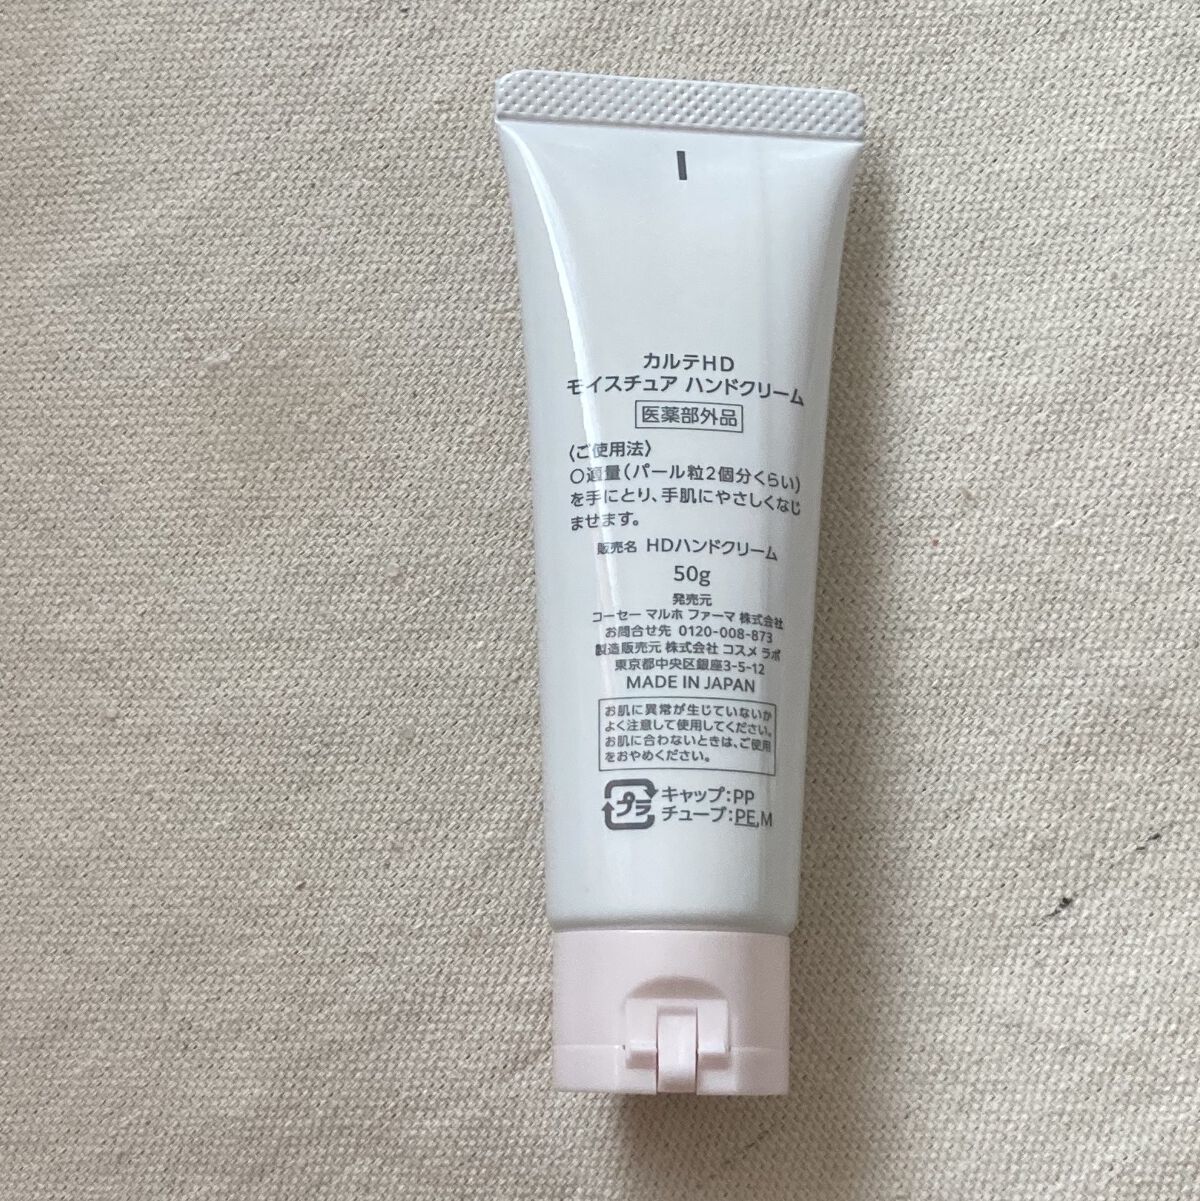 カルテHD
モイスチュア ハンドクリーム
医薬部外品
〈ご使用法〉
○適量（パール粒2個分くらい）
を手にとり、手肌にやさしくなじ
ませます。
販売名 HDハンドクリーム
50g
発売元
コーセー マルホ ファーマ 株式会社
お問合せ先 0120-008-873
製造販売元 株式会社 コスメ ラボ
東京都中央区銀座3-5-12
MADE IN JAPAN
お肌に異常が生じていないか
よく注意して使用してください。
お肌に合わないときは、ご使用
をおやめください。
プラ
キャップ：PP
チューブ：PE,M